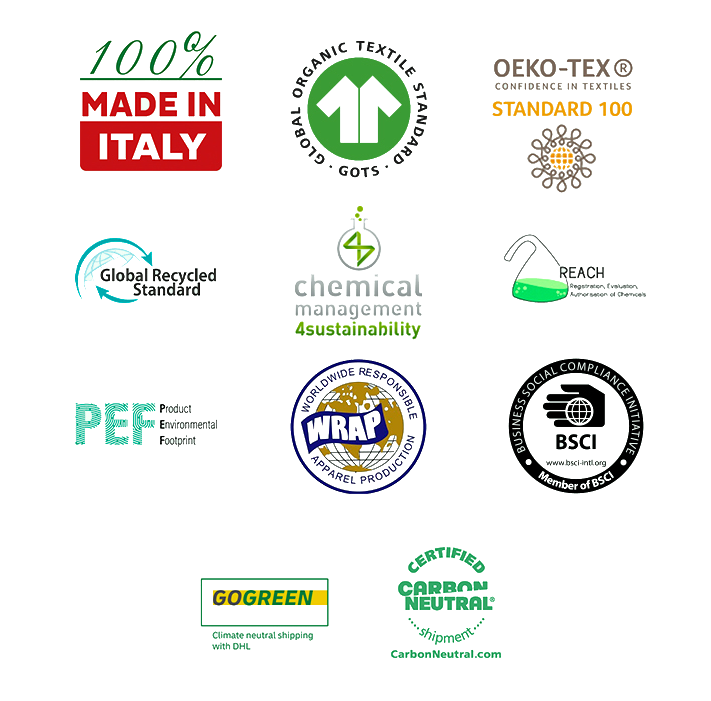 100%
MADE IN
ITALY
GLOBAL ORGANIC TEXTILE STANDARD · GOTS ·
OEKO-TEX®
CONFIDENCE IN TEXTILES
STANDARD 100
Global Recycled
Standard
chemical
management
4sustainability
REACH
Registration, Evaluation,
Authorisation of Chemicals
PEF
Product
Environmental
Footprint
WORLDWIDE RESPONSIBLE
WRAP
APPAREL PRODUCTION
BUSINESS SOCIAL COMPLIANCE INITIATIVE
BSCI
www.bsci-intl.org
Member of BSCI
GOGREEN
Climate neutral shipping
with DHL
CERTIFIED
CARBON
NEUTRAL®
shipment
CarbonNeutral.com